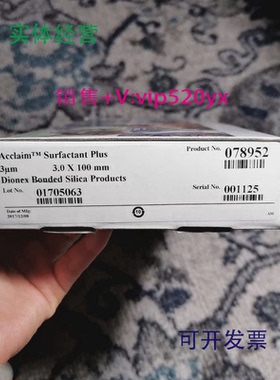 实体经营
销售+V:vip520yx
Acclaim™ Surfactant Plus
Product No.
078952
3µm 3.0 X 100 mm
Dionex Bonded Silica Products
Lot No.
01705063
Serial No.
001125
Date of Mfg.
10
可开发票